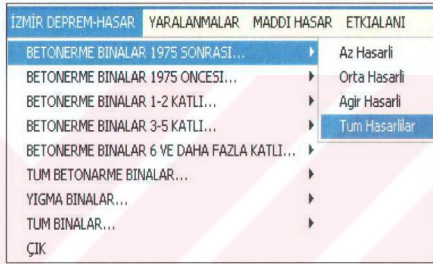 İZMİR DEPREM-HASAR YARALANMALAR MADDI HASAR ETKIALANI
BETONERME BINALAR 1975 SONRASI...
BETONERME BINALAR 1975 ONCESI...
BETONERME BINALAR 1-2 KATLI...
BETONERME BINALAR 3-5 KATLI...
BETONERME BINALAR 6 VE DAHA FAZLA KATLI...
TUM BETONARME BINALAR...
YIGMA BINALAR...
TUM BINALAR...
ÇIK
Az Hasarli
Orta Hasarli
Agir Hasarli
Tum Hasarlilar